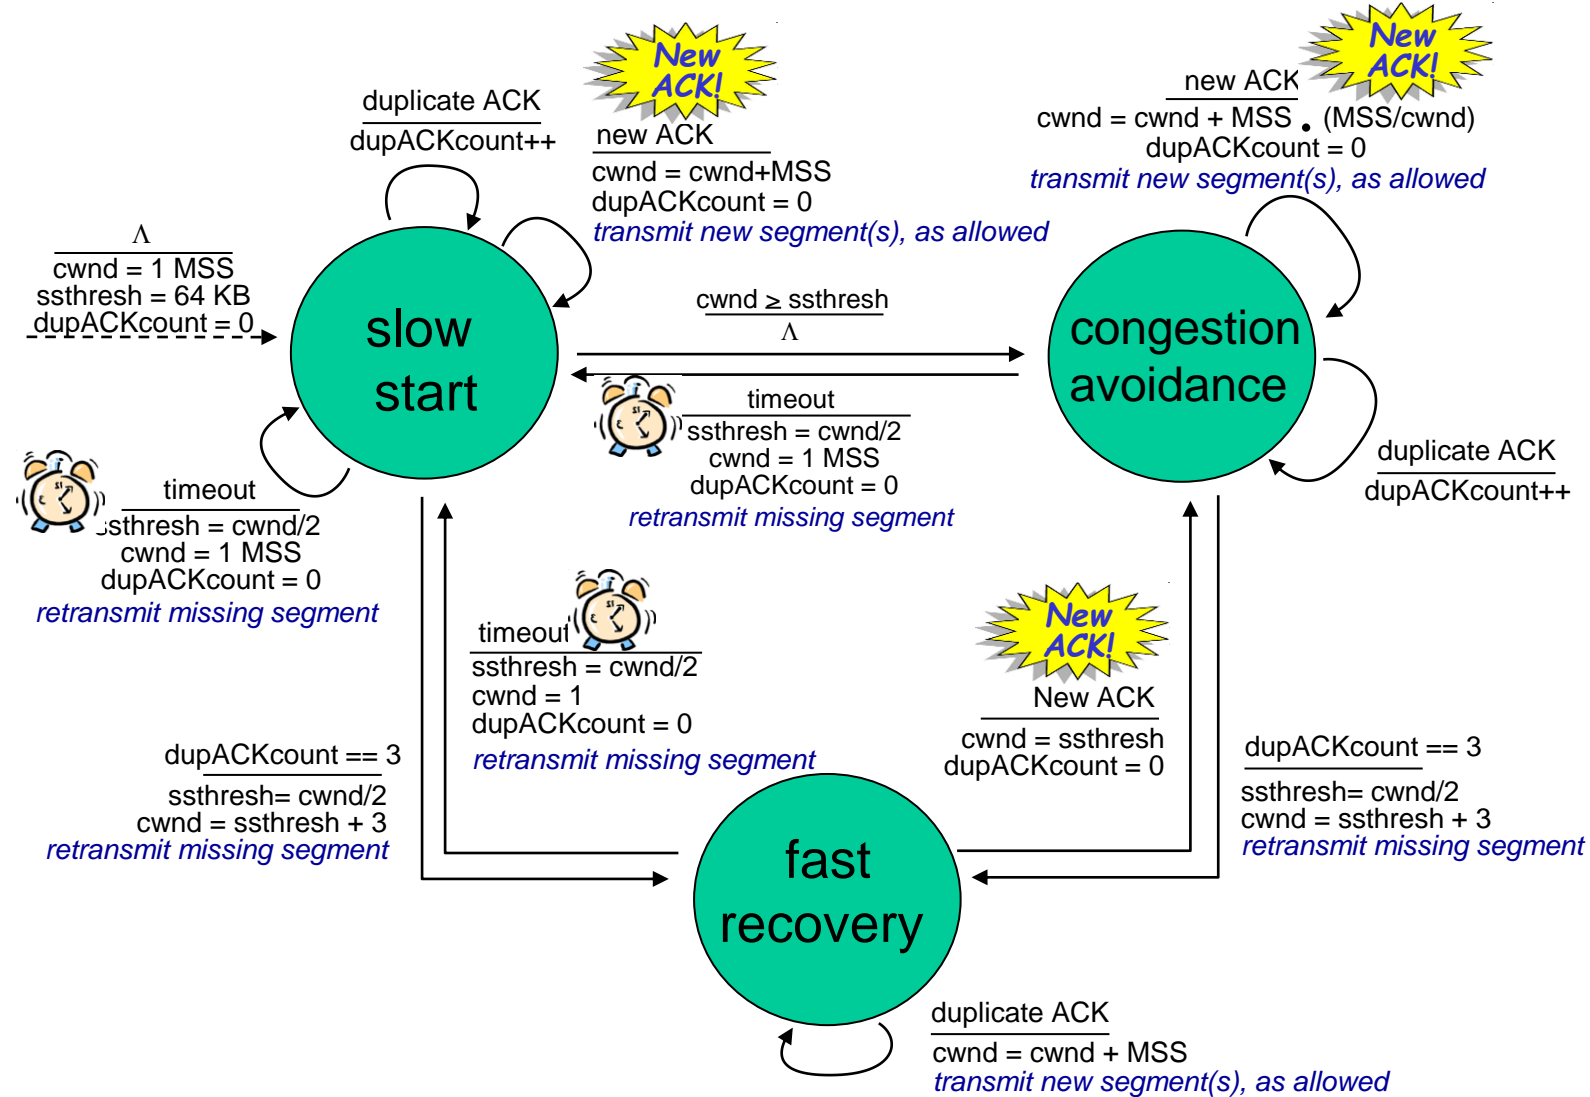 New
ACK!
duplicate ACK
dupACKcount++
new ACK
cwnd = cwnd+MSS
dupACKcount = 0
transmit new segment(s), as allowed
New
ACK!
new ACK
cwnd = cwnd + MSS • (MSS/cwnd)
dupACKcount = 0
transmit new segment(s), as allowed
Λ
cwnd = 1 MSS
ssthresh = 64 KB
dupACKcount = 0
slow
start
cwnd ≥ ssthresh
Λ
congestion
avoidance
timeout
ssthresh = cwnd/2
cwnd = 1 MSS
dupACKcount = 0
retransmit missing segment
duplicate ACK
dupACKcount++
timeout
ssthresh = cwnd/2
cwnd = 1 MSS
dupACKcount = 0
retransmit missing segment
timeout
ssthresh = cwnd/2
cwnd = 1
dupACKcount = 0
retransmit missing segment
New
ACK!
New ACK
cwnd = ssthresh
dupACKcount = 0
dupACKcount == 3
ssthresh= cwnd/2
cwnd = ssthresh + 3
retransmit missing segment
dupACKcount == 3
ssthresh= cwnd/2
cwnd = ssthresh + 3
retransmit missing segment
fast
recovery
duplicate ACK
cwnd = cwnd + MSS
transmit new segment(s), as allowed